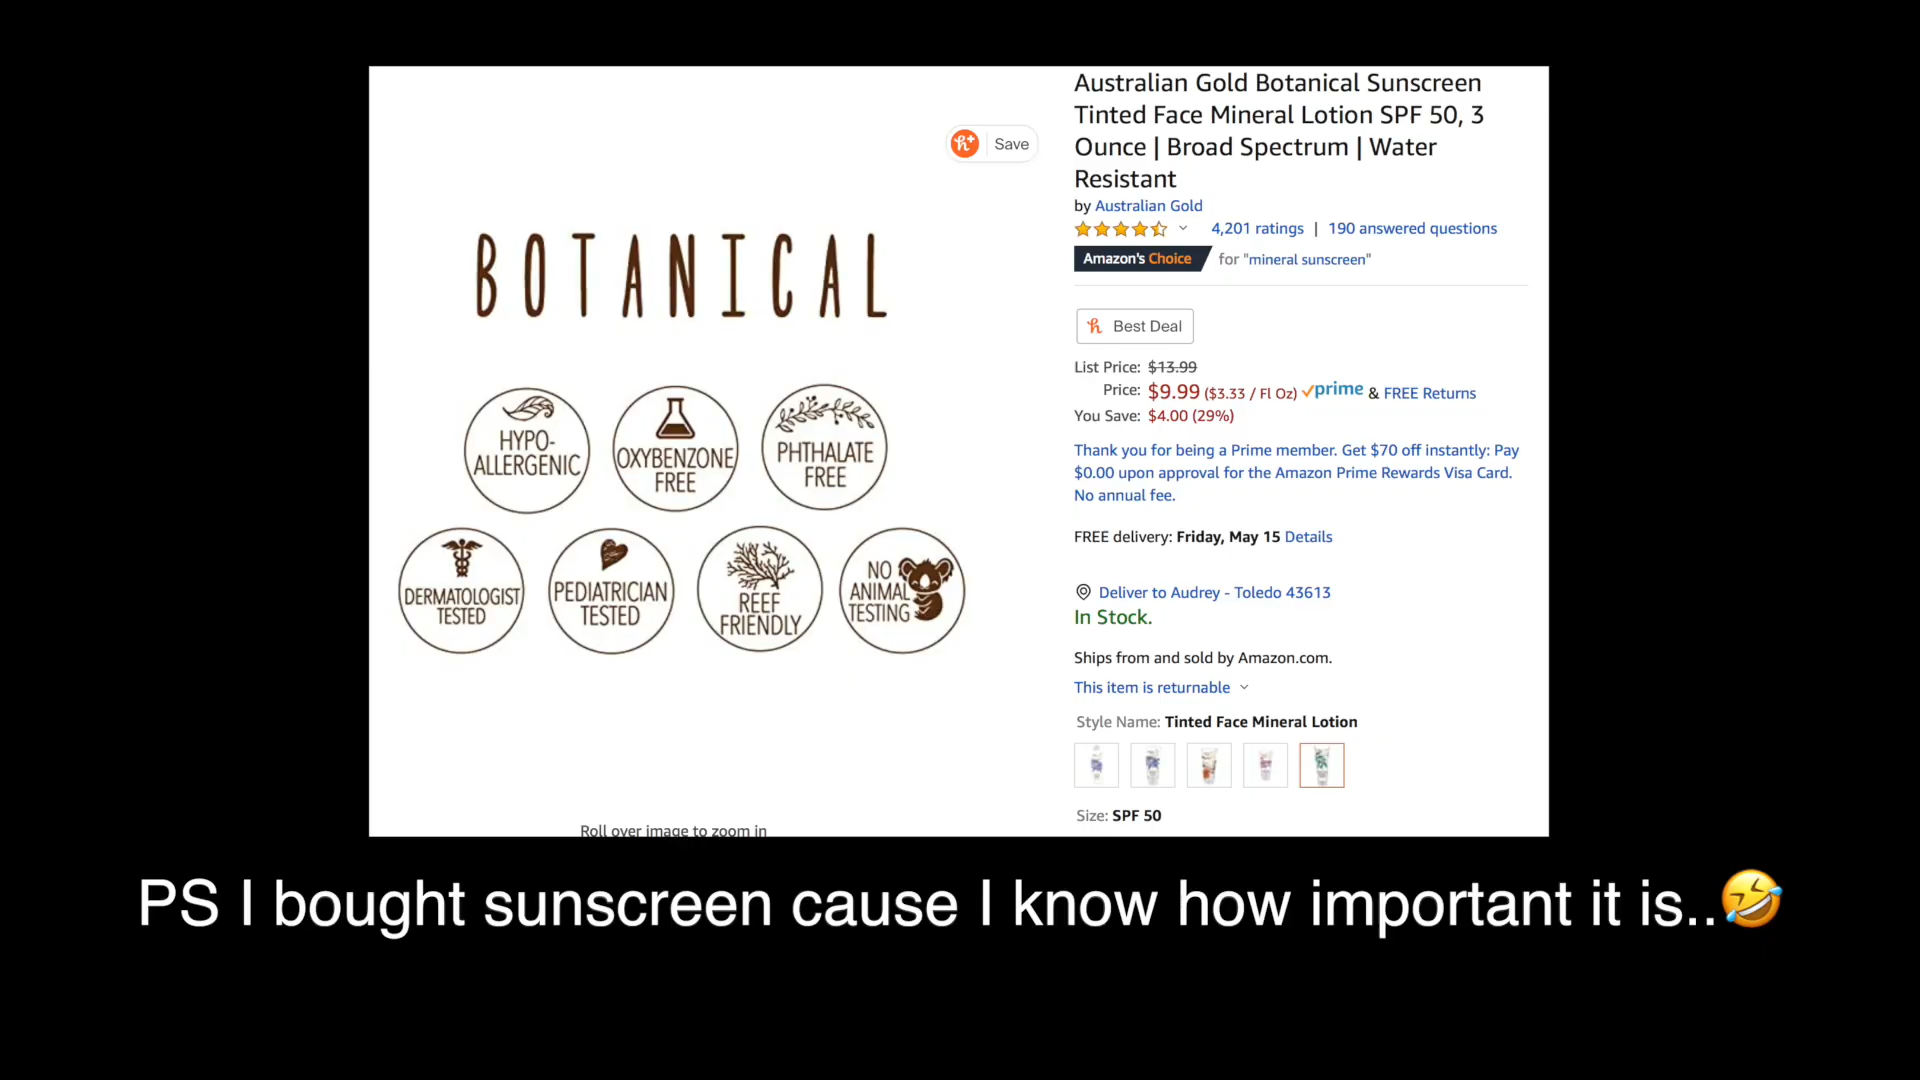 Save
BOTANICAL
HYPO-
ALLERGENIC
OXYBENZONE
FREE
PHTHALATE
FREE
DERMATOLOGIST
TESTED
PEDIATRICIAN
TESTED
REEF
FRIENDLY
NO
ANIMAL
TESTING
Roll over image to zoom in
Australian Gold Botanical Sunscreen
Tinted Face Mineral Lotion SPF 50, 3
Ounce | Broad Spectrum | Water
Resistant
by Australian Gold
4,201 ratings | 190 answered questions
Amazon's Choice for "mineral sunscreen"
Best Deal
List Price: $13.99
Price: $9.99 ($3.33 / Fl Oz) prime & FREE Returns
You Save: $4.00 (29%)
Thank you for being a Prime member. Get $70 off instantly: Pay
$0.00 upon approval for the Amazon Prime Rewards Visa Card.
No annual fee.
FREE delivery: Friday, May 15 Details
Deliver to Audrey - Toledo 43613
In Stock.
Ships from and sold by Amazon.com.
This item is returnable
Style Name: Tinted Face Mineral Lotion
Size: SPF 50
PS I bought sunscreen cause I know how important it is..🤣